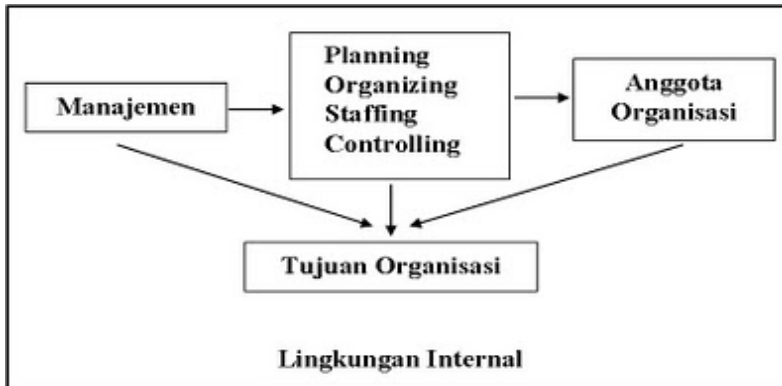 Manajemen
Planning
Organizing
Staffing
Controlling
Anggota
Organisasi
Tujuan Organisasi
Lingkungan Internal